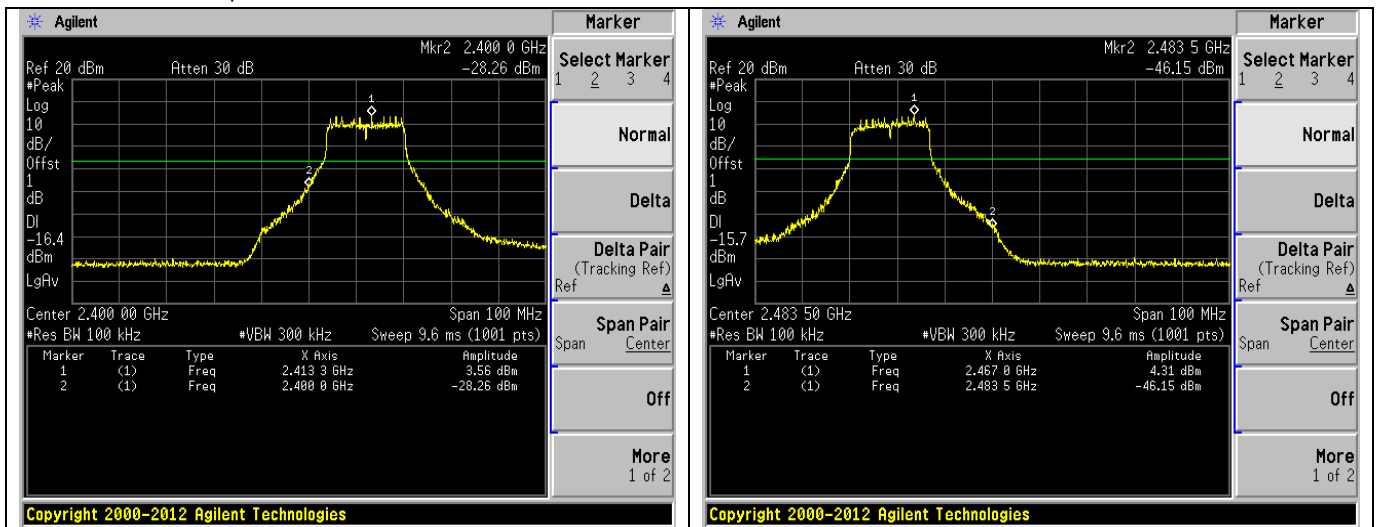 Agilent
Marker
Mkr2 2.400 0 GHz
Ref 20 dBm Atten 30 dB -28.26 dBm
#Peak
Log
10
dB/
Offst
1
dB
DI
-16.4
dBm
LgAv
1
2
Center 2.400 00 GHz Span 100 MHz
#Res BW 100 kHz #VBW 300 kHz Sweep 9.6 ms (1001 pts)
Marker Trace Type X Axis Amplitude
1 (1) Freq 2.413 3 GHz 3.56 dBm
2 (1) Freq 2.400 0 GHz -28.26 dBm
Select Marker
1 2 3 4
Normal
Delta
Delta Pair
(Tracking Ref)
Ref Δ
Span Pair
Span Center
Off
More
1 of 2
Copyright 2000-2012 Agilent Technologies
Agilent
Marker
Mkr2 2.483 5 GHz
Ref 20 dBm Atten 30 dB -46.15 dBm
#Peak
Log
10
dB/
Offst
1
dB
DI
-15.7
dBm
LgAv
1
2
Center 2.483 50 GHz Span 100 MHz
#Res BW 100 kHz #VBW 300 kHz Sweep 9.6 ms (1001 pts)
Marker Trace Type X Axis Amplitude
1 (1) Freq 2.467 0 GHz 4.31 dBm
2 (1) Freq 2.483 5 GHz -46.15 dBm
Select Marker
1 2 3 4
Normal
Delta
Delta Pair
(Tracking Ref)
Ref Δ
Span Pair
Span Center
Off
More
1 of 2
Copyright 2000-2012 Agilent Technologies